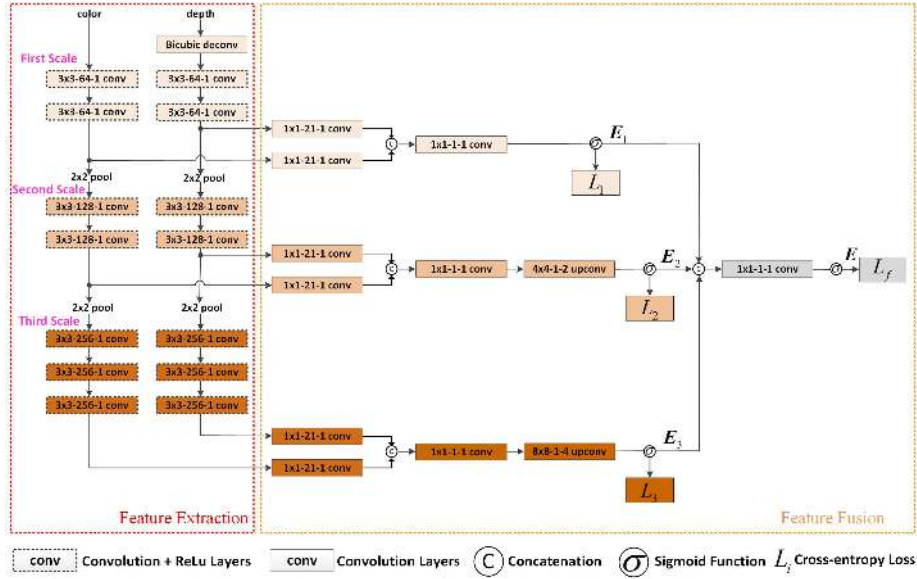 color depth
Bicubic deconv
First Scale
3x3-64-1 conv 3x3-64-1 conv
3x3-64-1 conv 3x3-64-1 conv
1x1-21-1 conv
1x1-21-1 conv
C
1x1-1-1 conv
σ
E1
L1
2x2 pool 2x2 pool
Second Scale
3x3-128-1 conv 3x3-128-1 conv
3x3-128-1 conv 3x3-128-1 conv
1x1-21-1 conv
1x1-21-1 conv
C
1x1-1-1 conv
4x4-1-2 upconv
σ
E2
L2
C
1x1-1-1 conv
σ
E
Lf
2x2 pool 2x2 pool
Third Scale
3x3-256-1 conv 3x3-256-1 conv
3x3-256-1 conv 3x3-256-1 conv
3x3-256-1 conv 3x3-256-1 conv
1x1-21-1 conv
1x1-21-1 conv
C
1x1-1-1 conv
8x8-1-4 upconv
σ
E3
L3
Feature Extraction
Feature Fusion
conv Convolution + ReLu Layers
conv Convolution Layers
C Concatenation
σ Sigmoid Function
Li Cross-entropy Loss